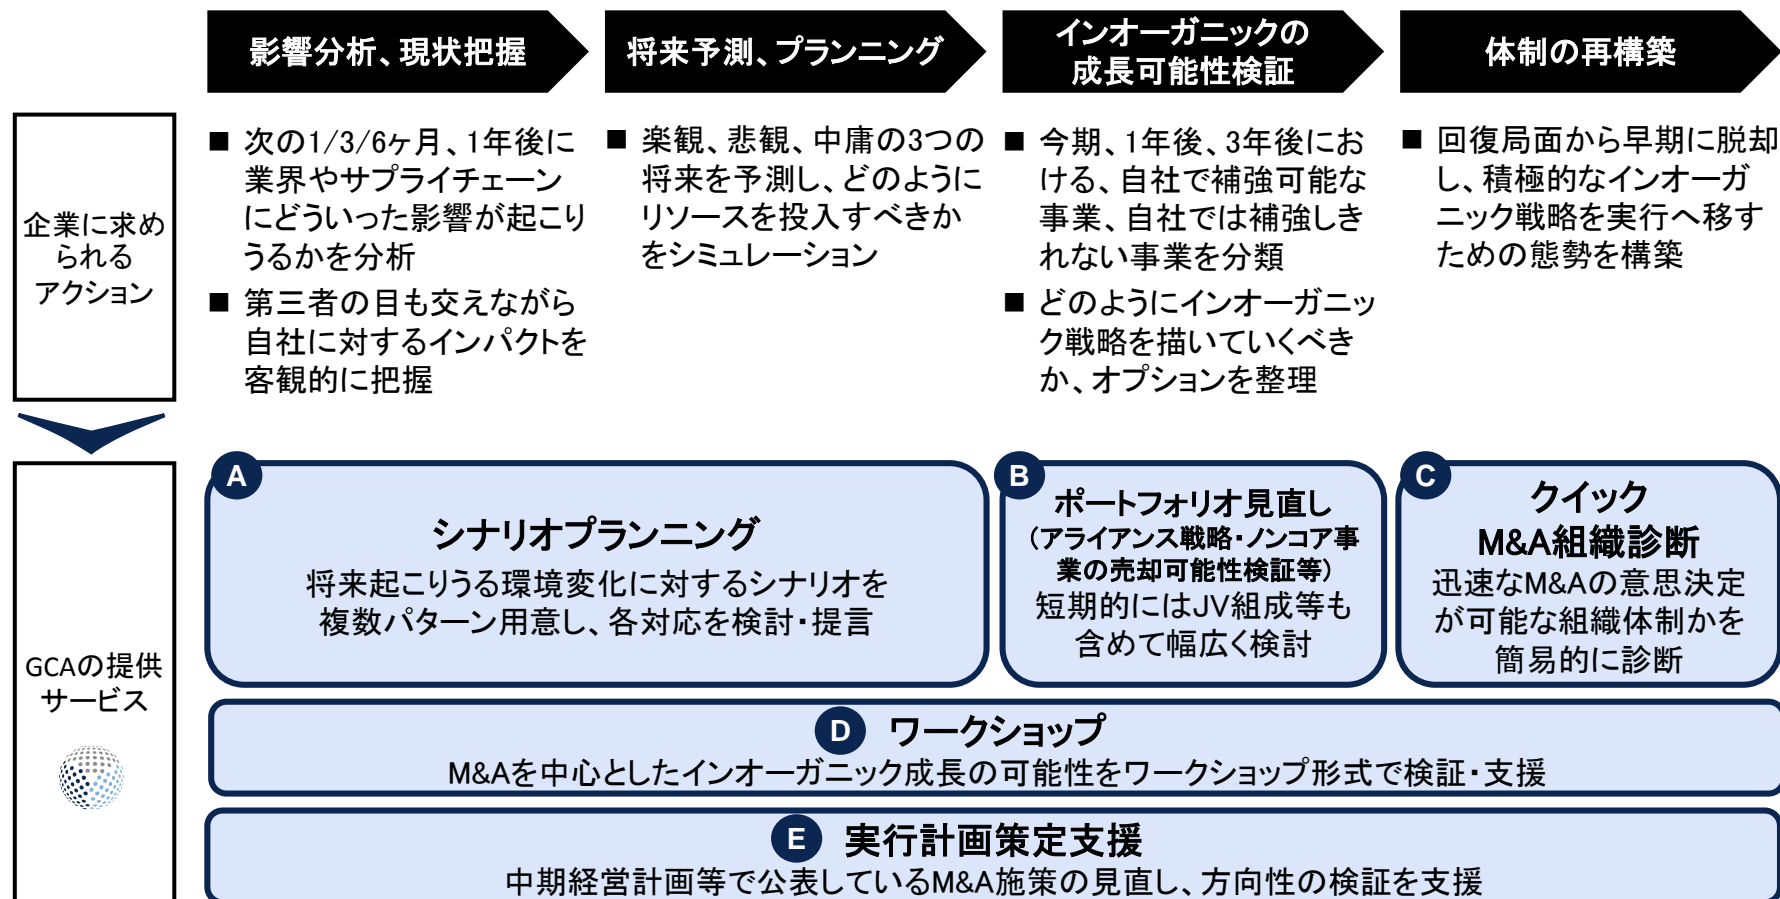 影響分析、現状把握
将来予測、プランニング
インオーガニックの
成長可能性検証
体制の再構築
企業に求め
られる
アクション
■ 次の1/3/6ヶ月、1年後に
業界やサプライチェーン
にどういった影響が起こり
うるかを分析
■ 第三者の目も交えながら
自社に対するインパクトを
客観的に把握
■ 楽観、悲観、中庸の3つの
将来を予測し、どのように
リソースを投入すべきか
をシミュレーション
■ 今期、1年後、3年後にお
ける、自社で補強可能な
事業、自社では補強しき
れない事業を分類
■ どのようにインオーガニッ
ク戦略を描いていくべき
か、オプションを整理
■ 回復局面から早期に脱却
し、積極的なインオーガ
ニック戦略を実行へ移す
ための態勢を構築
GCAの提供
サービス
A
シナリオプランニング
将来起こりうる環境変化に対するシナリオを
複数パターン用意し、各対応を検討・提言
B
ポートフォリオ見直し
（アライアンス戦略・ノンコア事
業の売却可能性検証等）
短期的にはJV組成等も
含めて幅広く検討
C
クイック
M&A組織診断
迅速なM&Aの意思決定
が可能な組織体制かを
簡易的に診断
D ワークショップ
M&Aを中心としたインオーガニック成長の可能性をワークショップ形式で検証・支援
E 実行計画策定支援
中期経営計画等で公表しているM&A施策の見直し、方向性の検証を支援